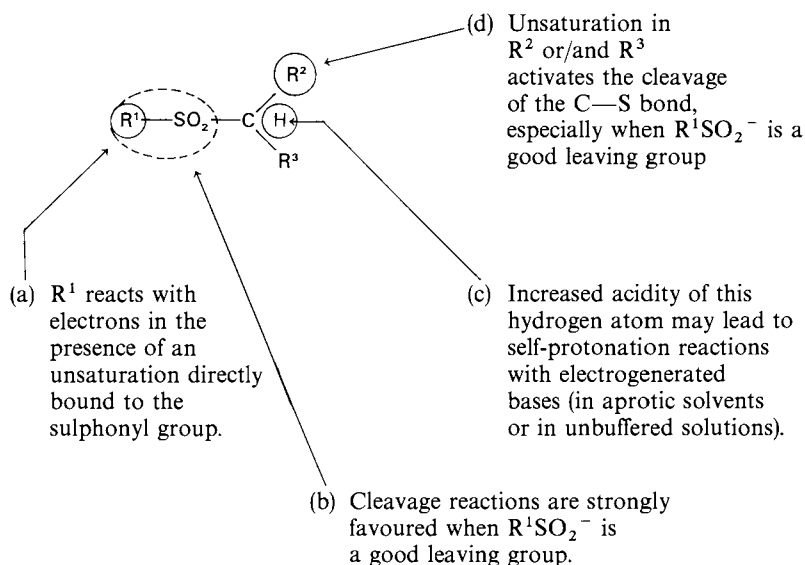 (d) Unsaturation in
R² or/and R³
activates the cleavage
of the C—S bond,
especially when R¹SO₂⁻ is a
good leaving group
R²
R¹—SO₂—C H
R³
(a) R¹ reacts with
electrons in the
presence of an
unsaturation directly
bound to the
sulphonyl group.
(c) Increased acidity of this
hydrogen atom may lead to
self-protonation reactions
with electrogenerated
bases (in aprotic solvents
or in unbuffered solutions).
(b) Cleavage reactions are strongly
favoured when R¹SO₂⁻ is
a good leaving group.